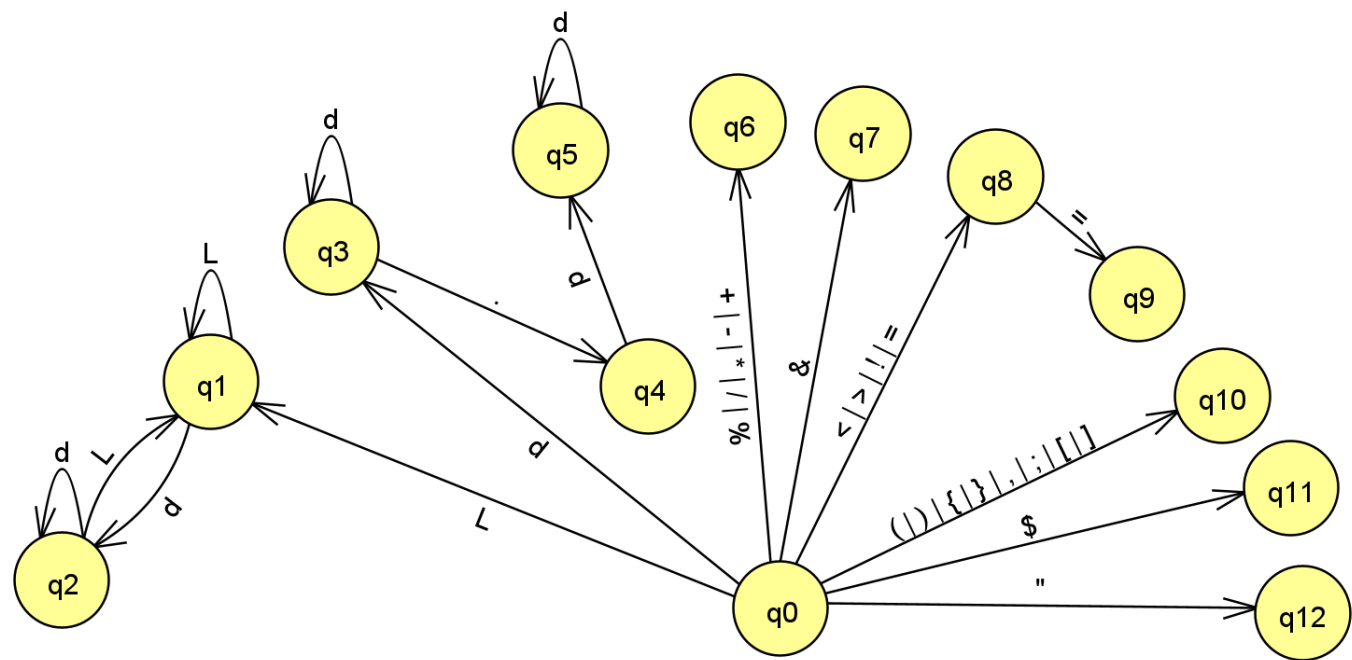 d
q5
d
q3
L
q1
d
q2
L
d
.
q4
d
q6
q7
q8
=
q9
% | / | * | - | +
&
< | > | ! | =
( | ) | { | } | , | ; | [ | ]
q10
$
q11
"
q12
d
L
q0